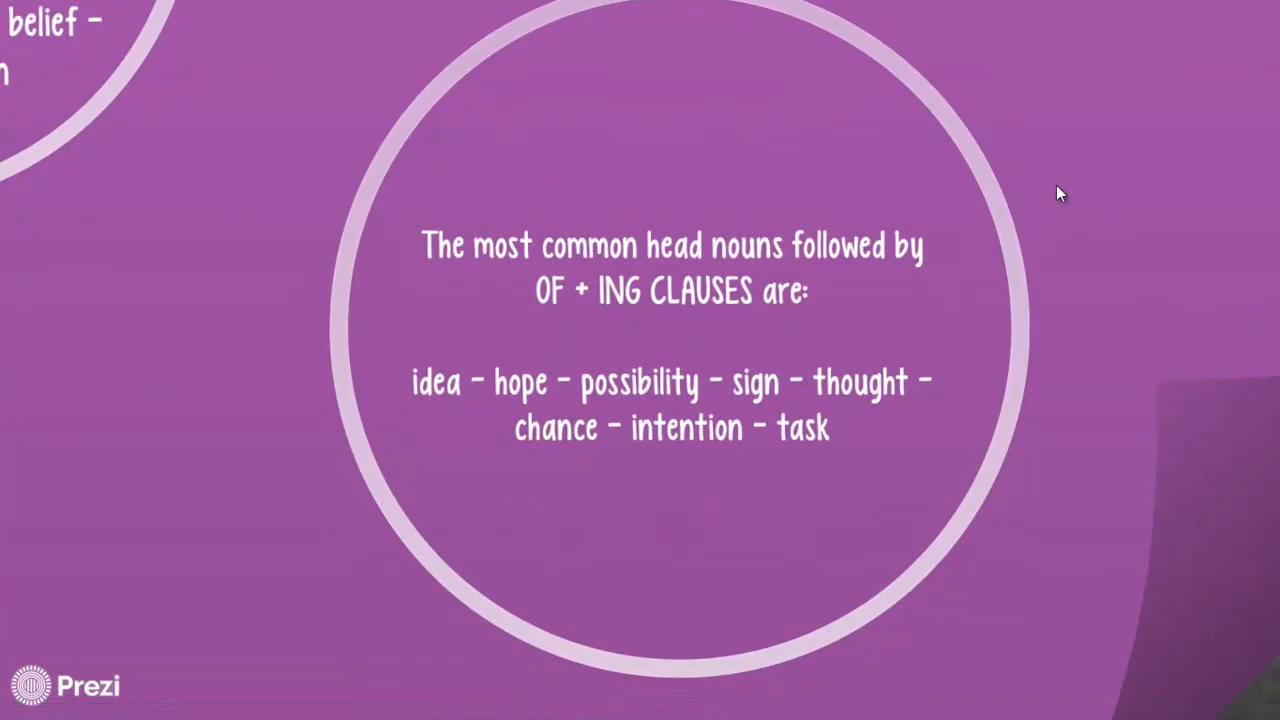 belief –
n
The most common head nouns followed by
OF + ING CLAUSES are:
idea – hope – possibility – sign – thought –
chance – intention – task
Prezi